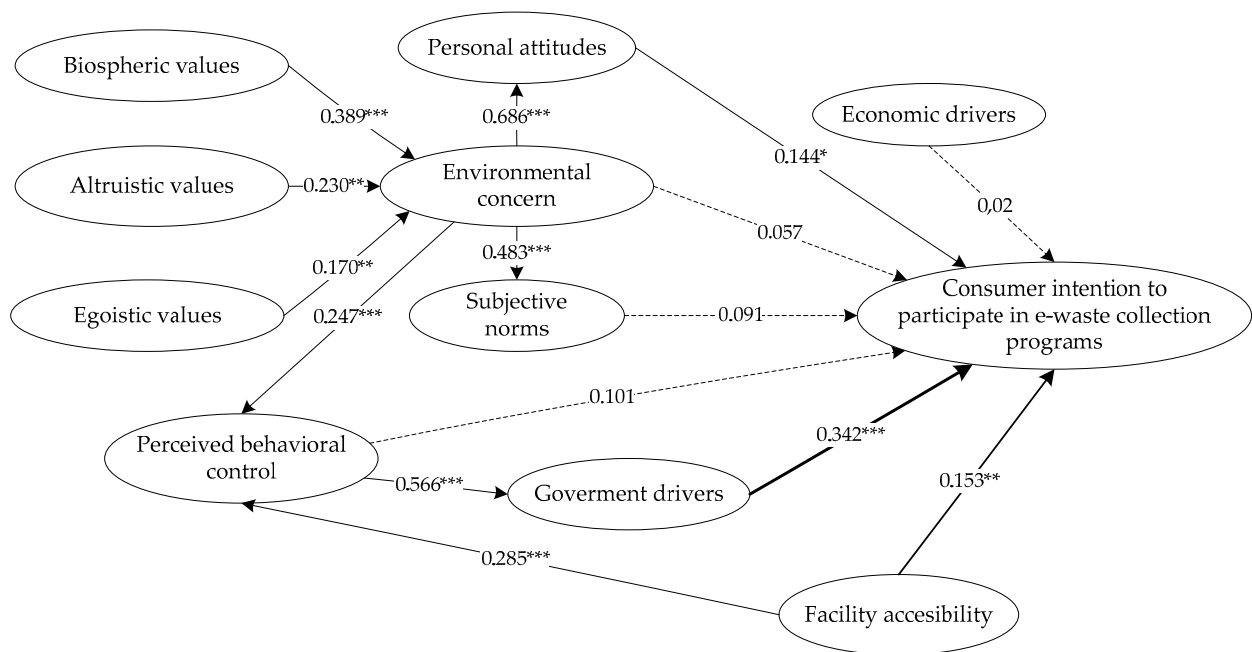 Personal attitudes
Biospheric values
Economic drivers
0.389***
0.686***
0.144*
Environmental
concern
Altruistic values
0.230**
0,02
0.057
0.483***
0.170**
Consumer intention to
participate in e-waste collection
programs
Egoistic values
0.247***
Subjective
norms
0.091
0.101
Perceived behavioral
control
0.342***
0.566***
Goverment drivers
0.153**
0.285***
Facility accesibility